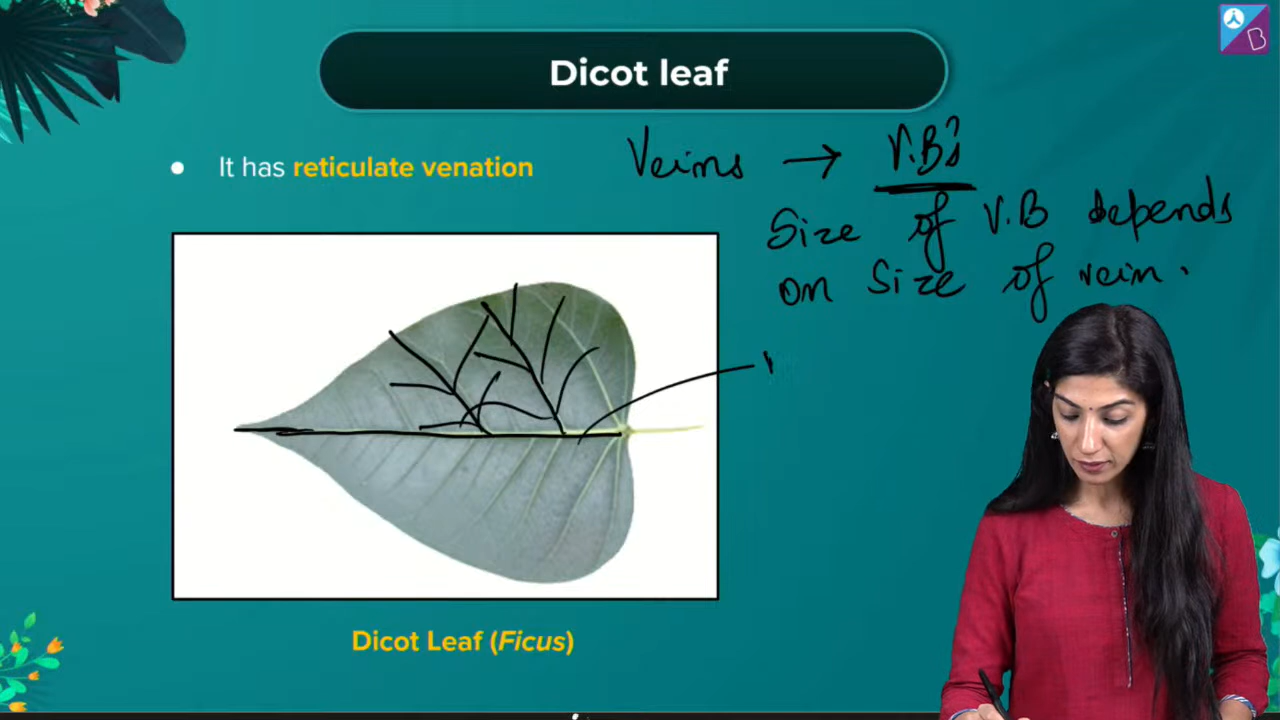 Dicot leaf
• It has reticulate venation
Veins → V.B's
Size of V.B depends
on Size of vein.
Dicot Leaf (Ficus)
B